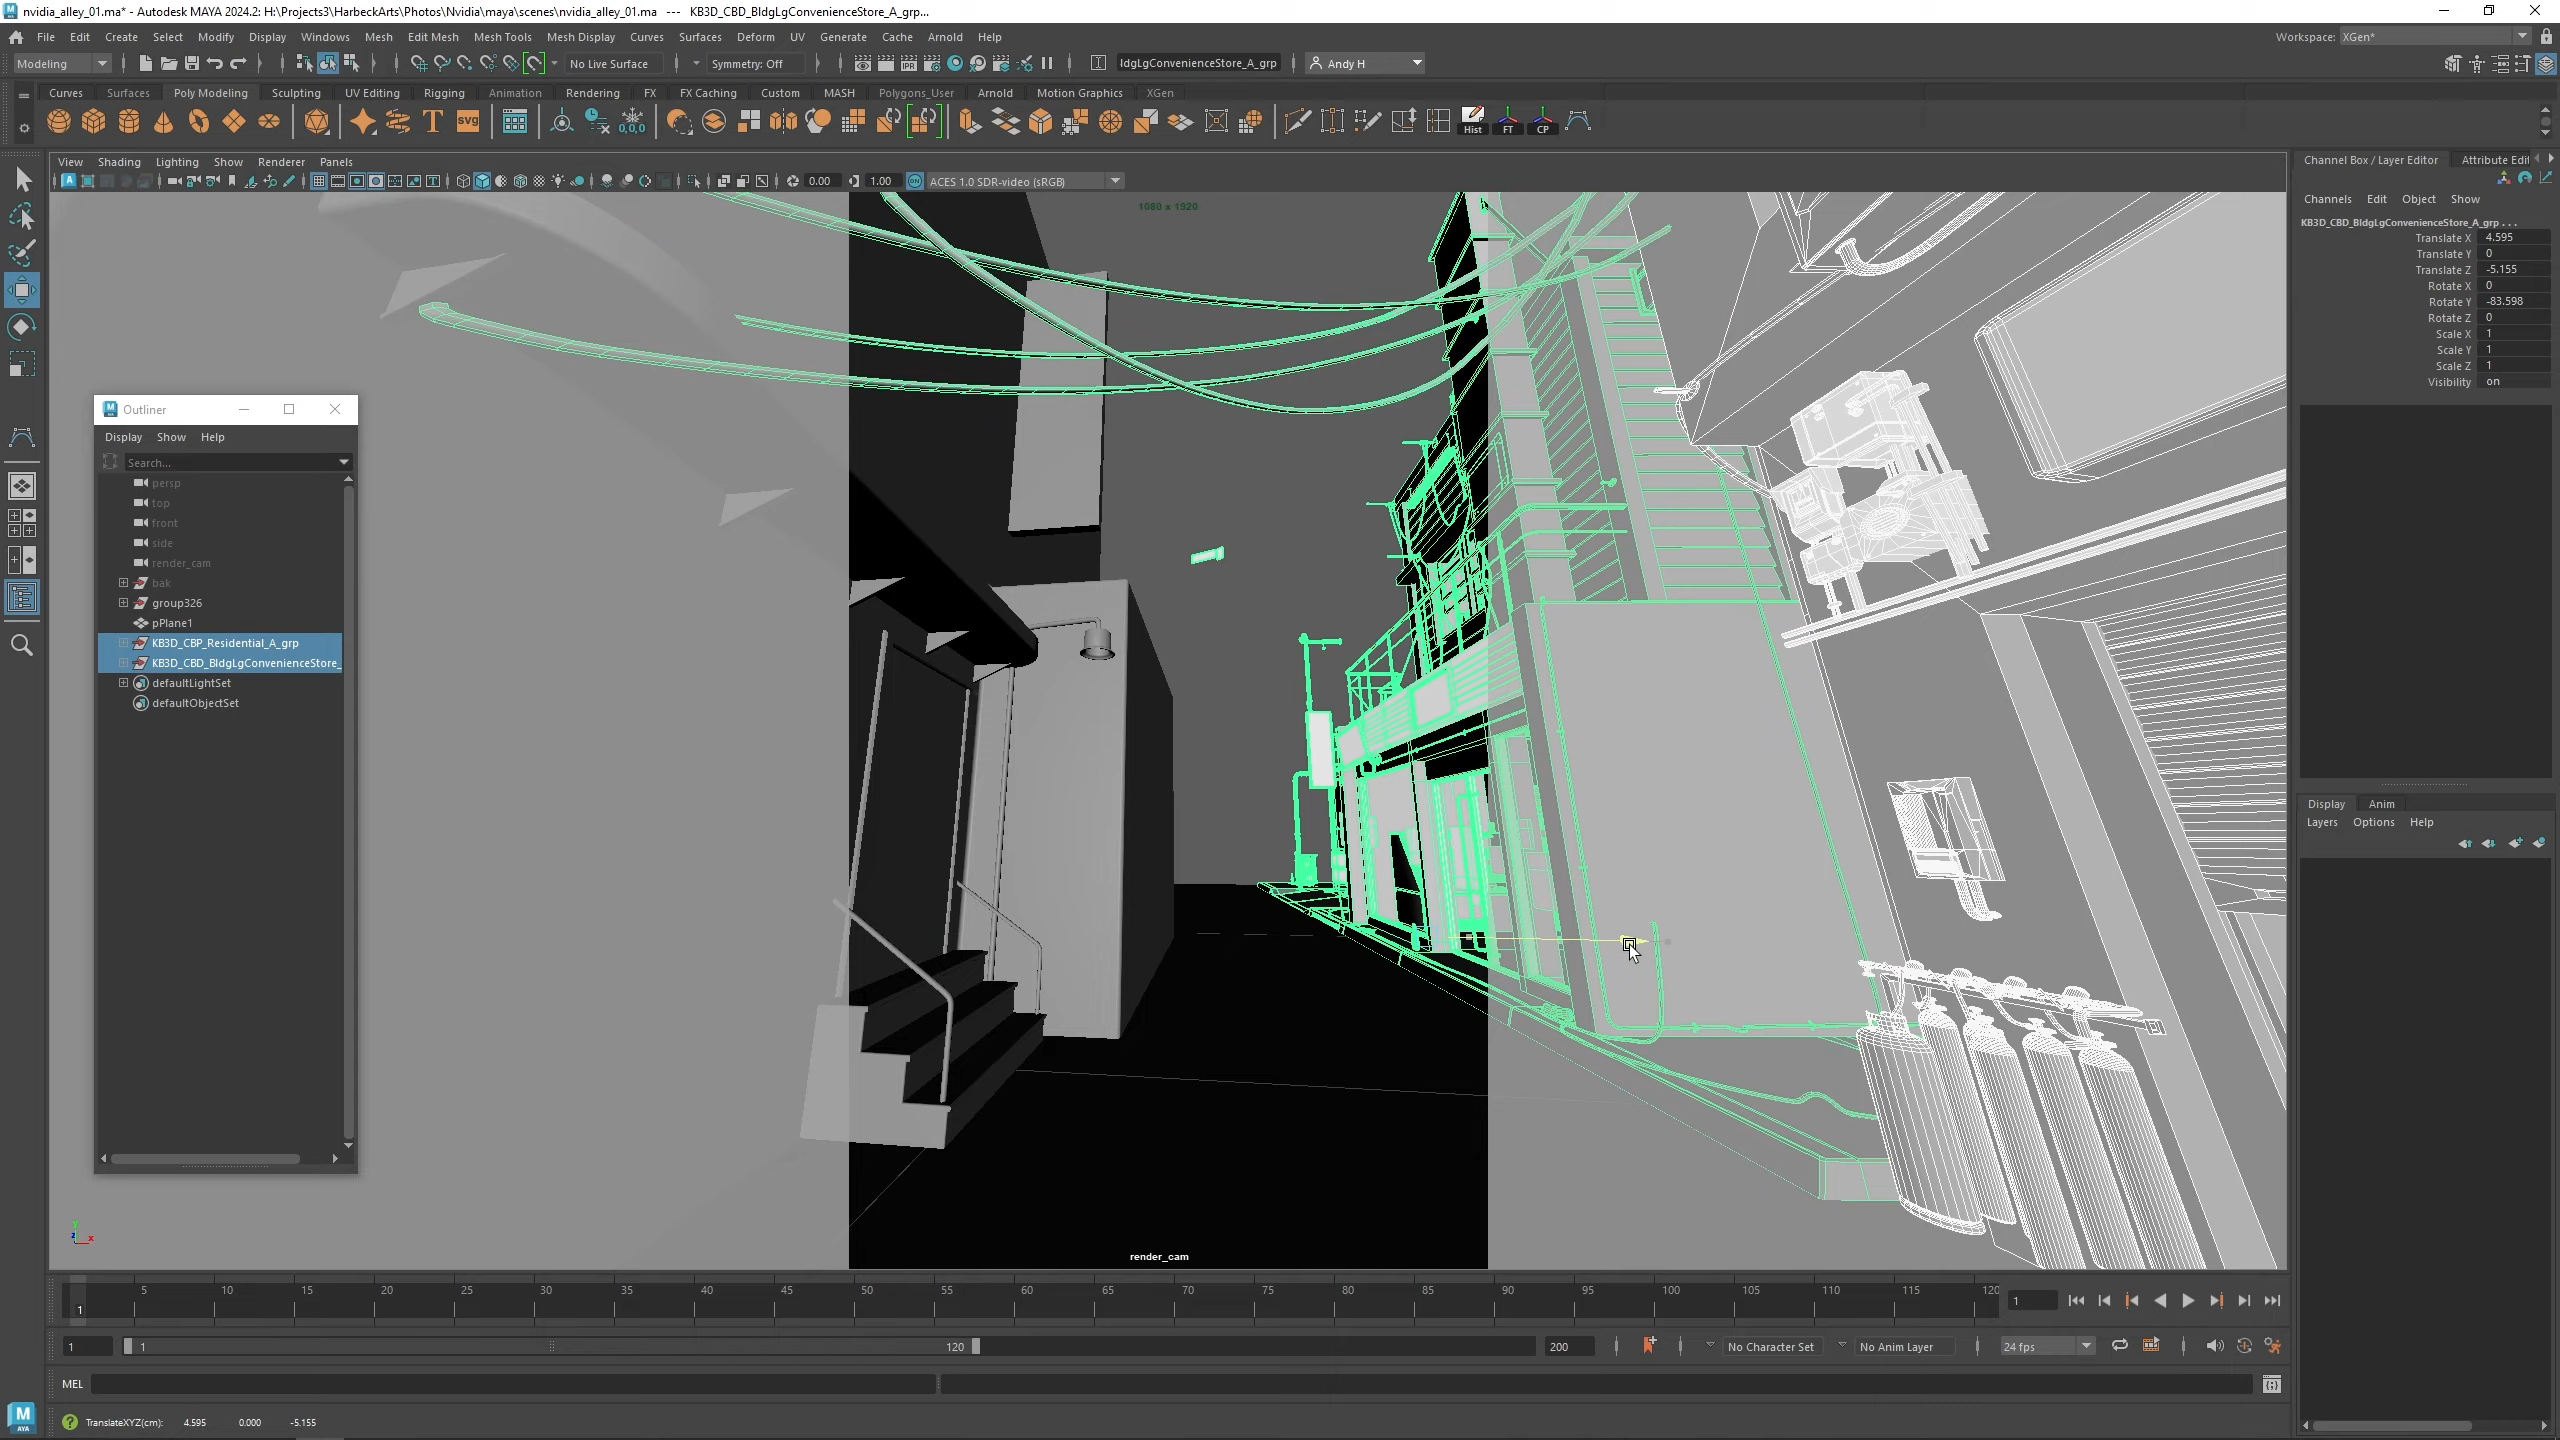 nvidia_alley_01.ma* - Autodesk MAYA 2024.2: H:\Projects3\HarbeckArts\Photos\Nvidia\maya\scenes\nvidia_alley_01.ma --- KB3D_CBD_BldgLgConvenienceStore_A_grp...
File Edit Create Select Modify Display Windows Mesh Edit Mesh Mesh Tools Mesh Display Curves Surfaces Deform UV Generate Cache Arnold Help
Workspace: XGen*
Modeling No Live Surface Symmetry: Off IPR ldgLgConvenienceStore_A_grp Andy H
Curves Surfaces Poly Modeling Sculpting UV Editing Rigging Animation Rendering FX FX Caching Custom MASH Polygons_User Arnold Motion Graphics XGen
T svg 0,0,0 Hist FT CP
View Shading Lighting Show Renderer Panels
0.00 1.00 ON ACES 1.0 SDR-video (sRGB)
1080 x 1920
Outliner
Display Show Help
Search...
persp
top
front
side
render_cam
bak
group326
pPlane1
KB3D_CBP_Residential_A_grp
KB3D_CBD_BldgLgConvenienceStore_
defaultLightSet
defaultObjectSet
y
z x
render_cam
Channel Box / Layer Editor Attribute Edit
Channels Edit Object Show
KB3D_CBD_BldgLgConvenienceStore_A_grp . . .
Translate X 4.595
Translate Y 0
Translate Z -5.155
Rotate X 0
Rotate Y -83.598
Rotate Z 0
Scale X 1
Scale Y 1
Scale Z 1
Visibility on
Display Anim
Layers Options Help
5 10 15 20 25 30 35 40 45 50 55 60 65 70 75 80 85 90 95 100 105 110 115 120
1 1
1 1 120 200 No Character Set No Anim Layer 24 fps
MEL
M AYA TranslateXYZ(cm): 4.595 0.000 -5.155